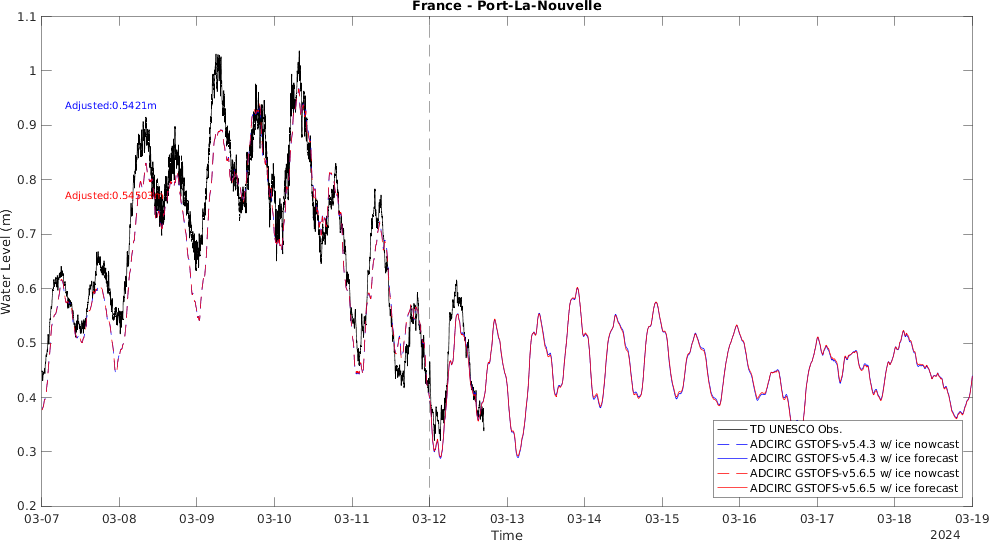 France - Port-La-Nouvelle
1.1
1
0.9
0.8
0.7
0.6
0.5
0.4
0.3
0.2
Water Level (m)
Adjusted:0.5421m
Adjusted:0.54503m
TD UNESCO Obs.
ADCIRC GSTOFS-v5.4.3 w/ ice nowcast
ADCIRC GSTOFS-v5.4.3 w/ ice forecast
ADCIRC GSTOFS-v5.6.5 w/ ice nowcast
ADCIRC GSTOFS-v5.6.5 w/ ice forecast
03-07 03-08 03-09 03-10 03-11 03-12 03-13 03-14 03-15 03-16 03-17 03-18 03-19
Time
2024